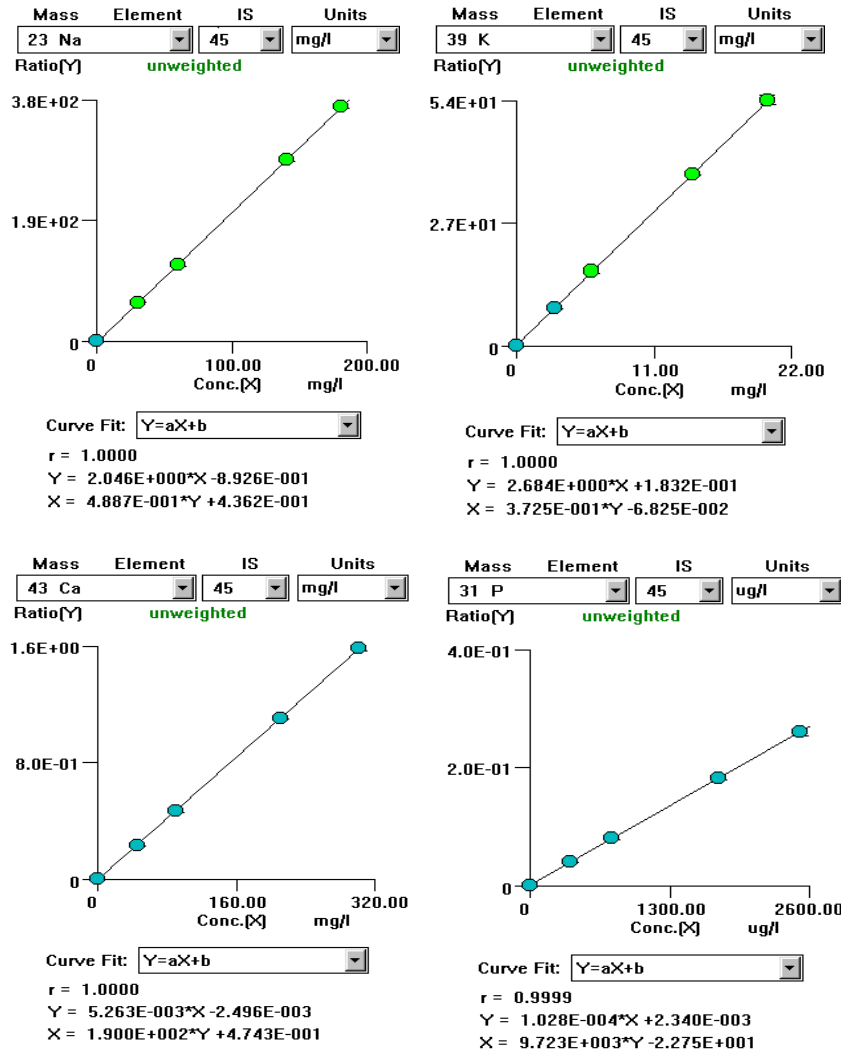 Mass Element IS Units
23 Na 45 mg/l
Ratio(Y) unweighted
3.8E+02
1.9E+02
0
0 100.00 200.00
Conc.(X) mg/l
Curve Fit: Y=aX+b
r = 1.0000
Y = 2.046E+000*X -8.926E-001
X = 4.887E-001*Y +4.362E-001
Mass Element IS Units
39 K 45 mg/l
Ratio(Y) unweighted
5.4E+01
2.7E+01
0
0 11.00 22.00
Conc.(X) mg/l
Curve Fit: Y=aX+b
r = 1.0000
Y = 2.684E+000*X +1.832E-001
X = 3.725E-001*Y -6.825E-002
Mass Element IS Units
43 Ca 45 mg/l
Ratio(Y) unweighted
1.6E+00
8.0E-01
0
0 160.00 320.00
Conc.(X) mg/l
Curve Fit: Y=aX+b
r = 1.0000
Y = 5.263E-003*X -2.496E-003
X = 1.900E+002*Y +4.743E-001
Mass Element IS Units
31 P 45 ug/l
Ratio(Y) unweighted
4.0E-01
2.0E-01
0
0 1300.00 2600.00
Conc.(X) ug/l
Curve Fit: Y=aX+b
r = 0.9999
Y = 1.028E-004*X +2.340E-003
X = 9.723E+003*Y -2.275E+001